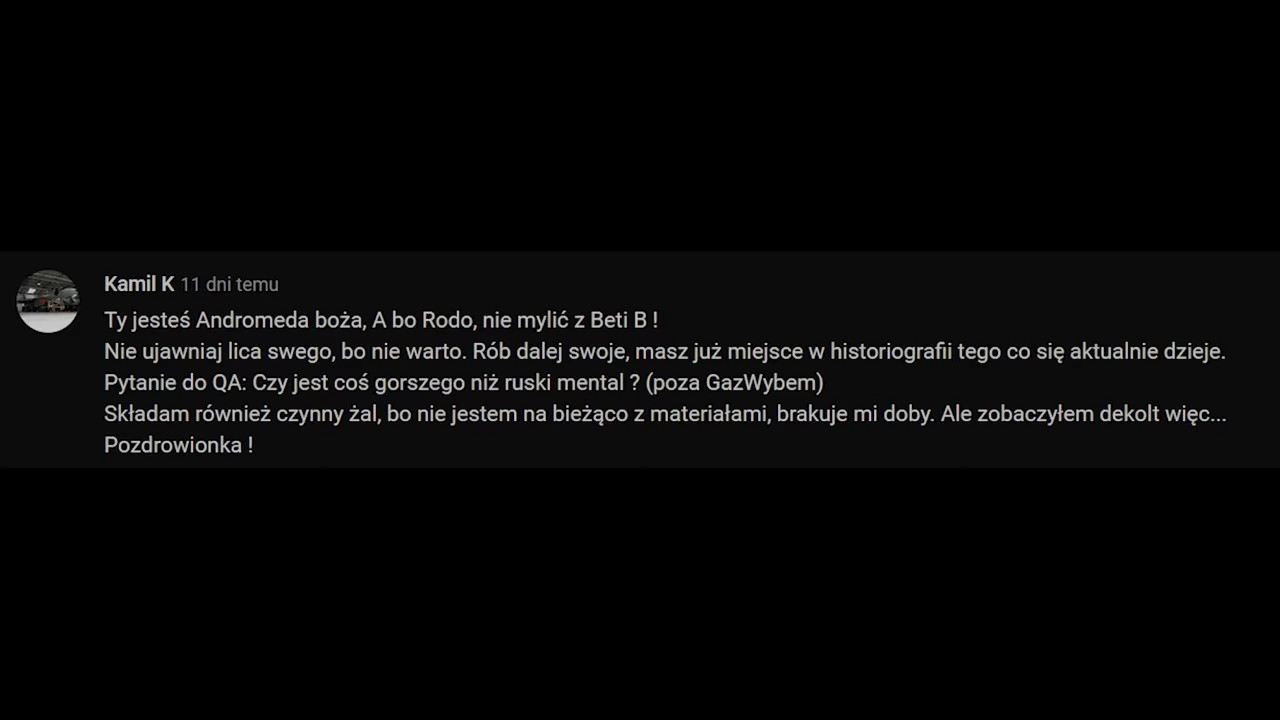 Kamil K 11 dni temu
Ty jesteś Andromeda boża, A bo Rodo, nie mylić z Beti B !
Nie ujawniaj lica swego, bo nie warto. Rób dalej swoje, masz już miejsce w historiografii tego co się aktualnie dzieje.
Pytanie do QA: Czy jest coś gorszego niż ruski mental ? (poza GazWybem)
Składam również czynny żal, bo nie jestem na bieżąco z materiałami, brakuje mi doby. Ale zobaczyłem dekolt więc...
Pozdrowionka !